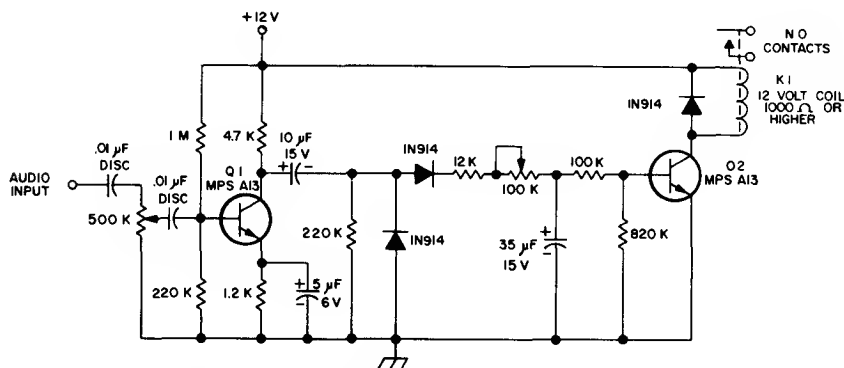 +12V
N O
CONTACTS
K1
12 VOLT COIL
1000 Ω OR
HIGHER
1N914
1 M
4.7 K
10 µF
15 V
+ -
.01 µF
DISC
AUDIO
INPUT
.01 µF
DISC
Q1
MPS A13
1N914
12 K
100 K
100 K
Q2
MPS A13
500 K
220 K
1N914
35 µF
15 V
+
-
820 K
220 K
1.2 K
+
-
5 µF
6 V